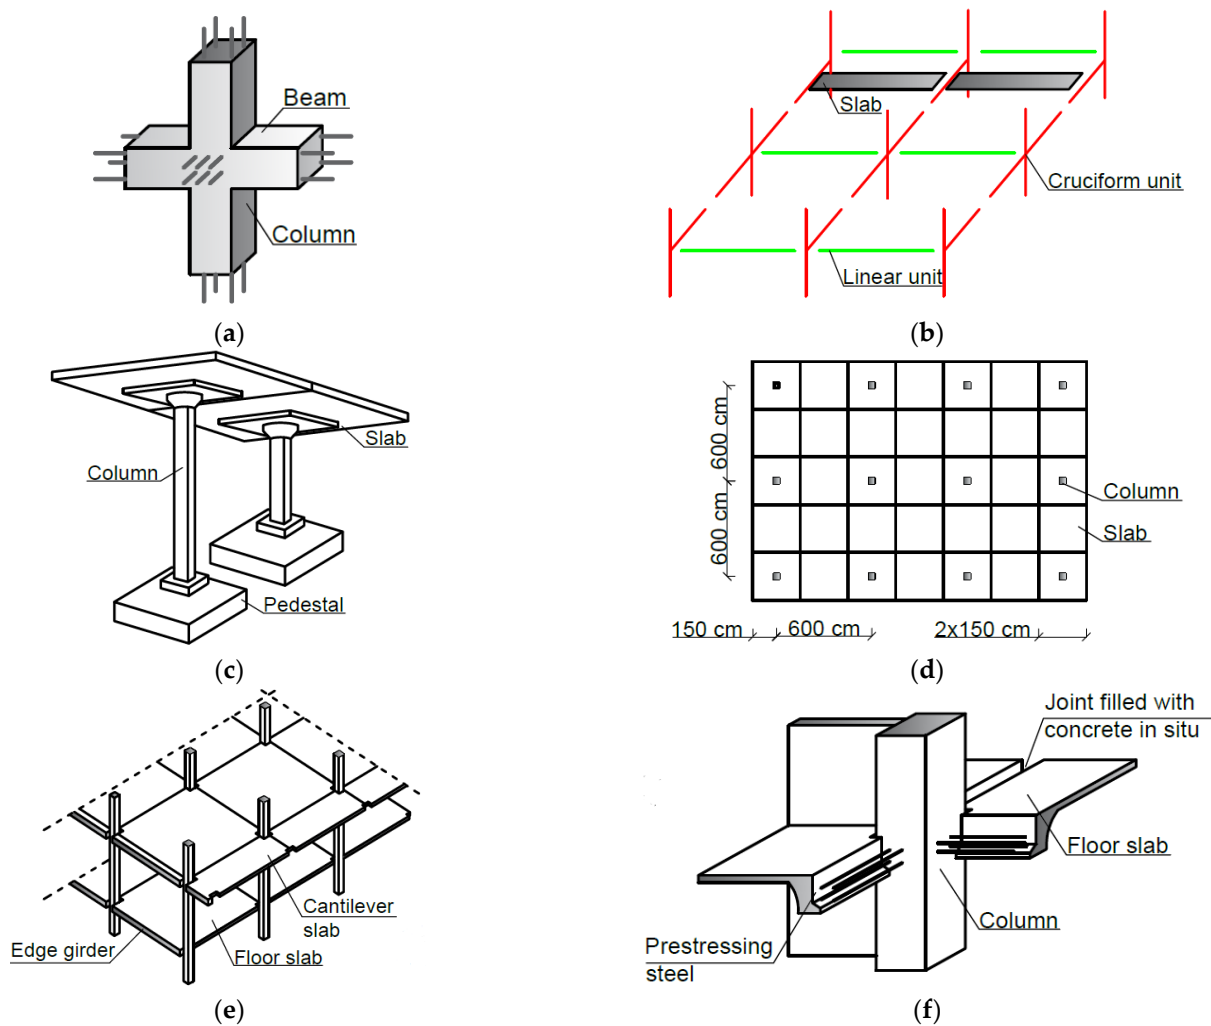 Beam
Column
(a)
Slab
Cruciform unit
Linear unit
(b)
Slab
Column
Pedestal
(c)
600 cm
600 cm
Column
Slab
150 cm
600 cm
2x150 cm
(d)
Cantilever
slab
Edge girder
Floor slab
(e)
Joint filled with
concrete in situ
Floor slab
Column
Prestressing
steel
(f)